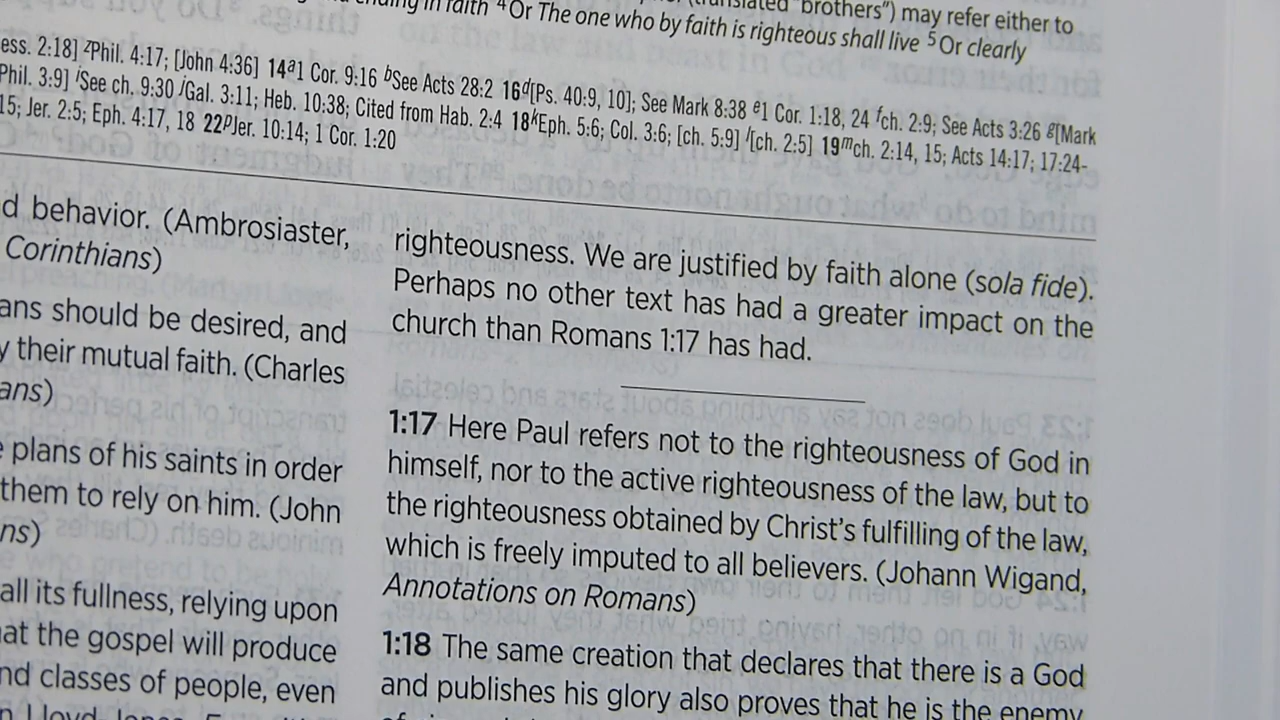 (translated "brothers") may refer either to
ending in faith ⁴Or The one who by faith is righteous shall live ⁵Or clearly
ess. 2:18] ᶻPhil. 4:17; [John 4:36] 14ᵃ1 Cor. 9:16 ᵇSee Acts 28:2 16ᵈ[Ps. 40:9, 10]; See Mark 8:38 ᵉ1 Cor. 1:18, 24 ᶠch. 2:9; See Acts 3:26 ᵍ[Mark
Phil. 3:9] ⁱSee ch. 9:30 ʲGal. 3:11; Heb. 10:38; Cited from Hab. 2:4 18ᵏEph. 5:6; Col. 3:6; [ch. 5:9] ˡ[ch. 2:5] 19ᵐch. 2:14, 15; Acts 14:17; 17:24-
15; Jer. 2:5; Eph. 4:17, 18 22ᵖJer. 10:14; 1 Cor. 1:20
d behavior. (Ambrosiaster,
Corinthians)
ans should be desired, and
y their mutual faith. (Charles
ans)
e plans of his saints in order
them to rely on him. (John
ns)
all its fullness, relying upon
hat the gospel will produce
nd classes of people, even
righteousness. We are justified by faith alone (sola fide).
Perhaps no other text has had a greater impact on the
church than Romans 1:17 has had.
1:17 Here Paul refers not to the righteousness of God in
himself, nor to the active righteousness of the law, but to
the righteousness obtained by Christ's fulfilling of the law,
which is freely imputed to all believers. (Johann Wigand,
Annotations on Romans)
1:18 The same creation that declares that there is a God
and publishes his glory also proves that he is the enemy